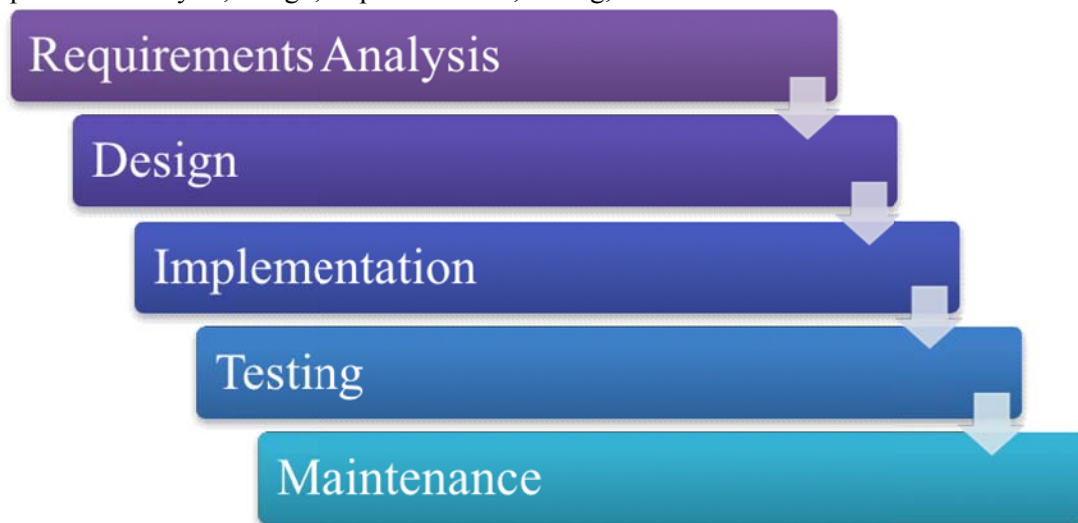 Requirements Analysis
Design
Implementation
Testing
Maintenance